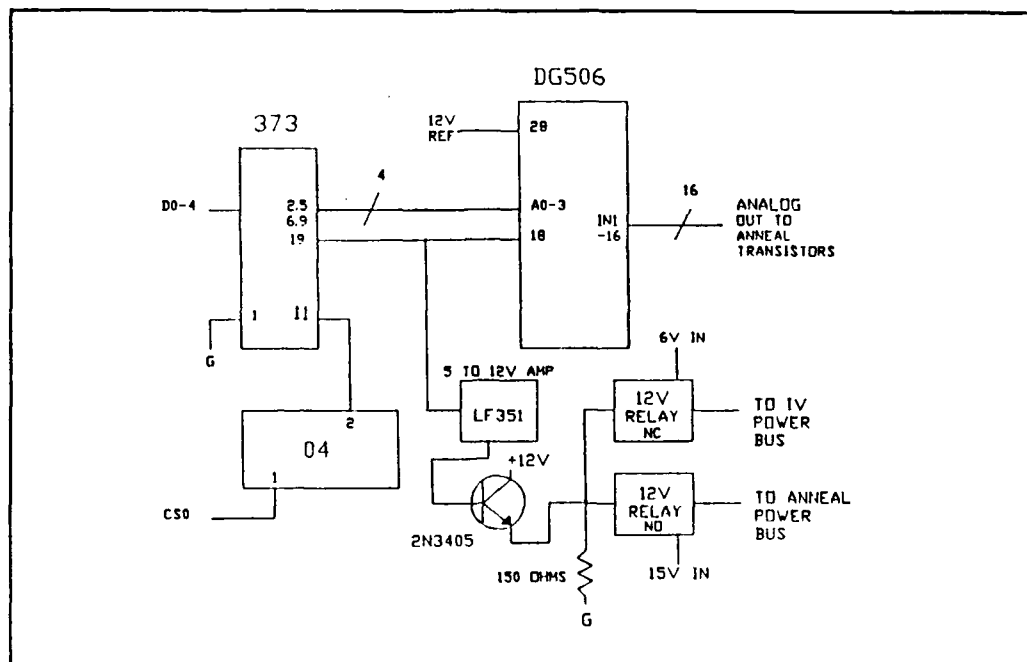 DG506
373
12V
REF
28
4
16
D0-4
2.5
6.9
19
A0-3
18
IN1
-16
ANALOG
OUT TO
ANNEAL
TRANSISTORS
1
11
G
5 TO 12V AMP
LF351
6V IN
12V
RELAY
NC
TO IV
POWER
BUS
2
04
1
CS0
+12V
2N3405
12V
RELAY
NO
TO ANNEAL
POWER
BUS
150 OHMS
15V IN
G